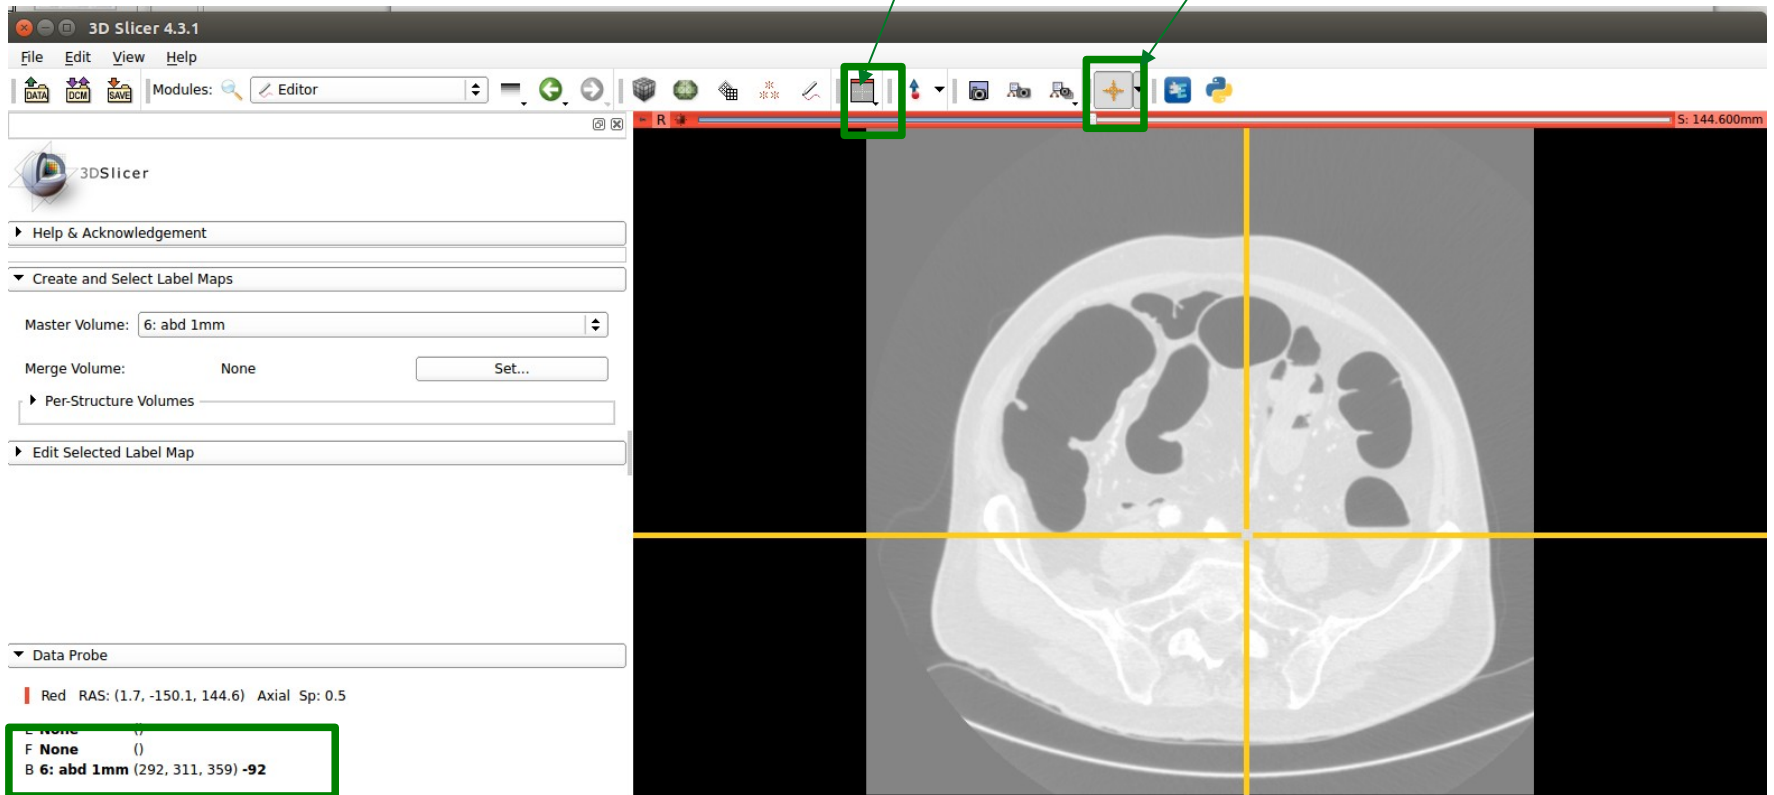 3D Slicer 4.3.1
File Edit View Help
DATA DCM SAVE Modules: Editor
R S: 144.600mm
3DSlicer
Help & Acknowledgement
Create and Select Label Maps
Master Volume: 6: abd 1mm
Merge Volume: None Set...
Per-Structure Volumes
Edit Selected Label Map
Data Probe
Red RAS: (1.7, -150.1, 144.6) Axial Sp: 0.5
L None ()
F None ()
B 6: abd 1mm (292, 311, 359) -92